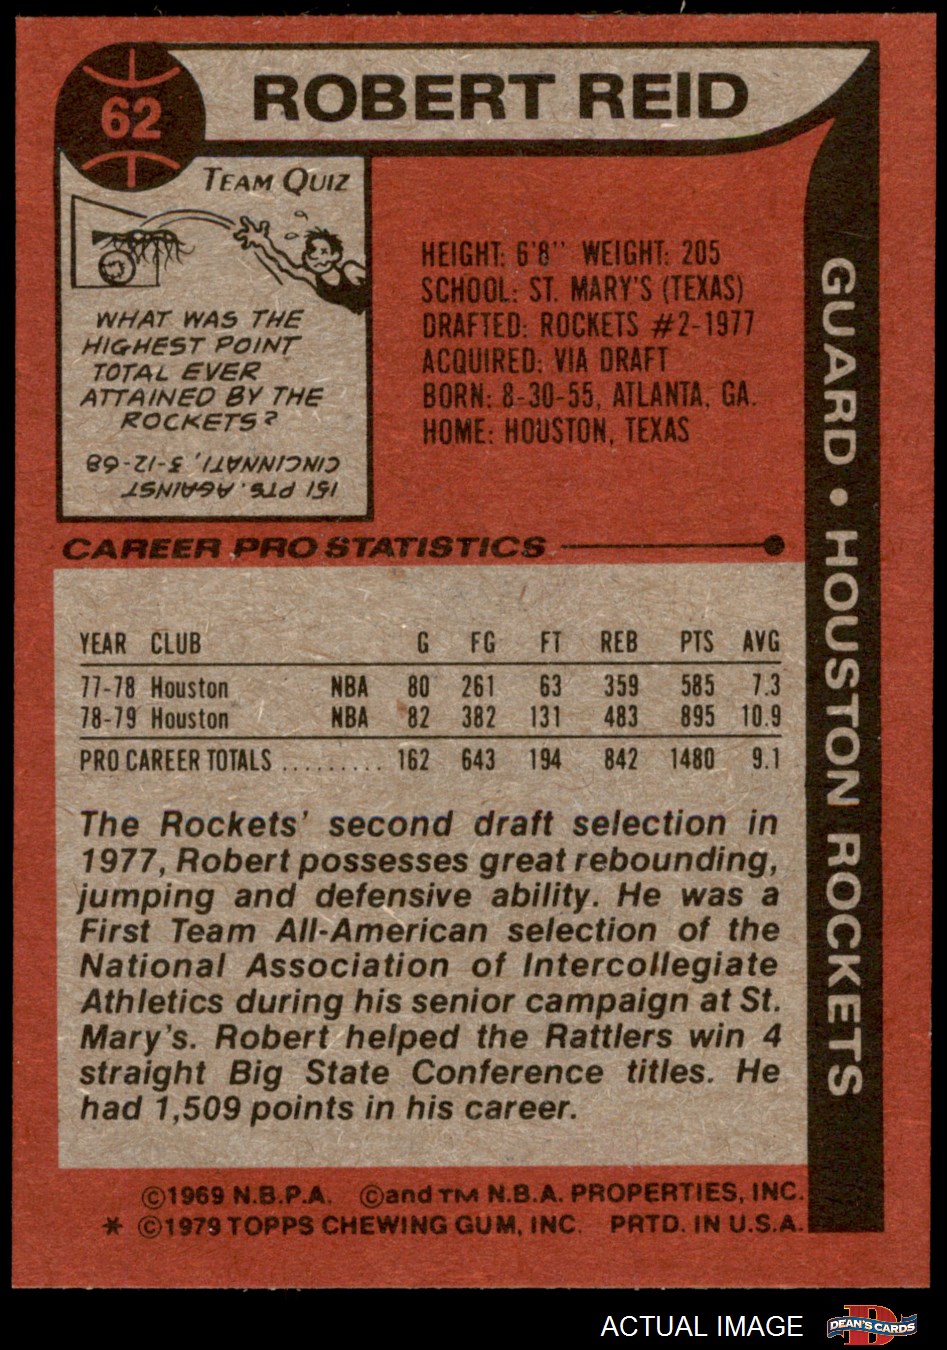 62
ROBERT REID
TEAM QUIZ
WHAT WAS THE
HIGHEST POINT
TOTAL EVER
ATTAINED BY THE
ROCKETS?
151 PTS. AGAINST
CINCINNATI, 3-12-68
HEIGHT: 6'8" WEIGHT: 205
SCHOOL: ST. MARY'S (TEXAS)
DRAFTED: ROCKETS #2-1977
ACQUIRED: VIA DRAFT
BORN: 8-30-55, ATLANTA, GA.
HOME: HOUSTON, TEXAS
GUARD • HOUSTON ROCKETS
CAREER PRO STATISTICS
YEAR CLUB G FG FT REB PTS AVG
77-78 Houston NBA 80 261 63 359 585 7.3
78-79 Houston NBA 82 382 131 483 895 10.9
PRO CAREER TOTALS .......... 162 643 194 842 1480 9.1
The Rockets' second draft selection in
1977, Robert possesses great rebounding,
jumping and defensive ability. He was a
First Team All-American selection of the
National Association of Intercollegiate
Athletics during his senior campaign at St.
Mary's. Robert helped the Rattlers win 4
straight Big State Conference titles. He
had 1,509 points in his career.
©1969 N.B.P.A. ©and TM N.B.A. PROPERTIES, INC.
* ©1979 TOPPS CHEWING GUM, INC. PRTD. IN U.S.A.
ACTUAL IMAGE
D
DEAN'S CARDS